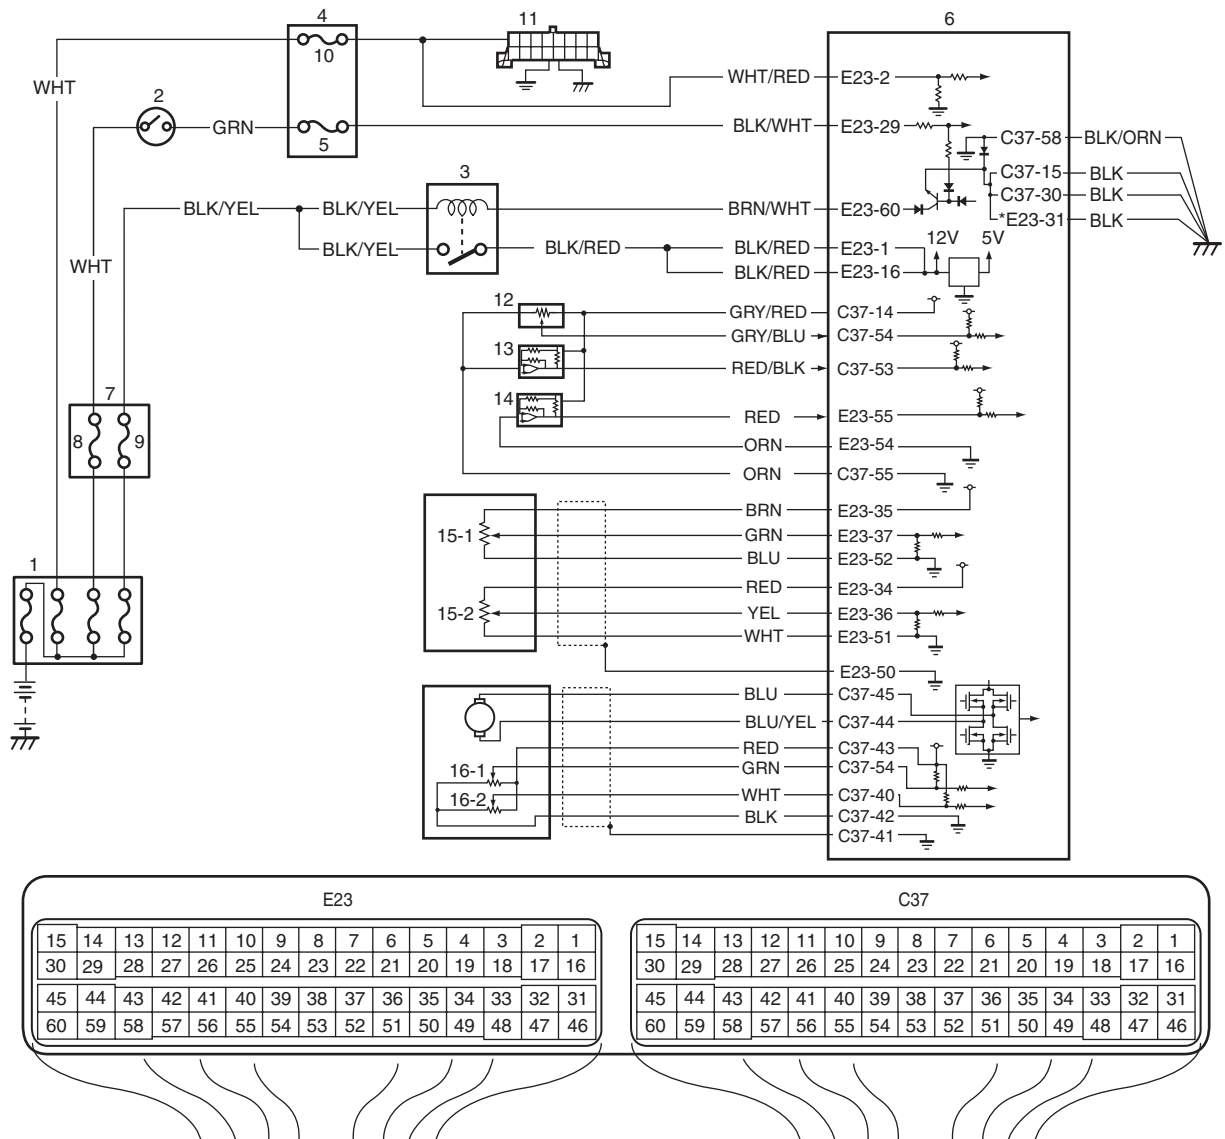 4 11 6
10
WHT
WHT/RED E23-2
2
GRN
5
BLK/WHT E23-29
C37-58 BLK/ORN
3
C37-15 BLK
C37-30 BLK
*E23-31 BLK
BLK/YEL BLK/YEL BRN/WHT E23-60
BLK/YEL BLK/RED BLK/RED E23-1 12V 5V
WHT
BLK/RED E23-16
12 GRY/RED C37-14
GRY/BLU C37-54
13 RED/BLK C37-53
14 RED E23-55
7
8 9
ORN E23-54
ORN C37-55
BRN E23-35
15-1 GRN E23-37
BLU E23-52
1
RED E23-34
15-2 YEL E23-36
WHT E23-51
E23-50
BLU C37-45
BLU/YEL C37-44
RED C37-43
16-1 GRN C37-54
16-2 WHT C37-40
BLK C37-42
C37-41
E23 C37
15 14 13 12 11 10 9 8 7 6 5 4 3 2 1 15 14 13 12 11 10 9 8 7 6 5 4 3 2 1
30 29 28 27 26 25 24 23 22 21 20 19 18 17 16 30 29 28 27 26 25 24 23 22 21 20 19 18 17 16
45 44 43 42 41 40 39 38 37 36 35 34 33 32 31 45 44 43 42 41 40 39 38 37 36 35 34 33 32 31
60 59 58 57 56 55 54 53 52 51 50 49 48 47 46 60 59 58 57 56 55 54 53 52 51 50 49 48 47 46